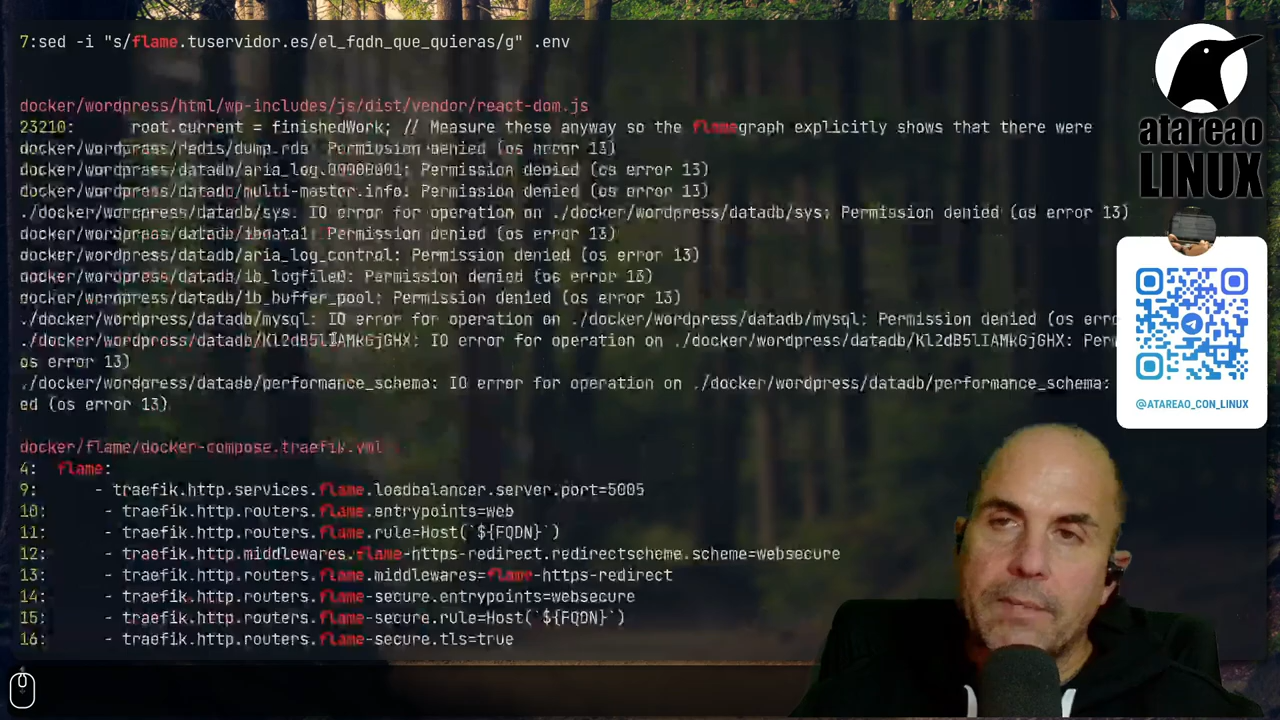 7:sed -i "s/flame.tuservidor.es/el_fqdn_que_quieras/g" .env
docker/wordpress/html/wp-includes/js/dist/vendor/react-dom.js
23210: root.current = finishedWork; // Measure these anyway so the flamegraph explicitly shows that there were
docker/wordpress/redis/dump.rdb: Permission denied (os error 13)
docker/wordpress/datadb/aria_log.00000001: Permission denied (os error 13)
docker/wordpress/datadb/multi-master.info: Permission denied (os error 13)
./docker/wordpress/datadb/sys: IO error for operation on ./docker/wordpress/datadb/sys: Permission denied (os error 13)
docker/wordpress/datadb/ibdata1: Permission denied (os error 13)
docker/wordpress/datadb/aria_log_control: Permission denied (os error 13)
docker/wordpress/datadb/ib_logfile0: Permission denied (os error 13)
docker/wordpress/datadb/ib_buffer_pool: Permission denied (os error 13)
./docker/wordpress/datadb/mysql: IO error for operation on ./docker/wordpress/datadb/mysql: Permission denied (os erro
./docker/wordpress/datadb/Kl2dB5lIAMkGjGHX: IO error for operation on ./docker/wordpress/datadb/Kl2dB5lIAMkGjGHX: Perm
os error 13)
./docker/wordpress/datadb/performance_schema: IO error for operation on ./docker/wordpress/datadb/performance_schema:
ed (os error 13)
docker/flame/docker-compose.traefik.yml
4: flame:
9: - traefik.http.services.flame.loadbalancer.server.port=5005
10: - traefik.http.routers.flame.entrypoints=web
11: - traefik.http.routers.flame.rule=Host(`${FQDN}`)
12: - traefik.http.middlewares.flame-https-redirect.redirectscheme.scheme=websecure
13: - traefik.http.routers.flame.middlewares=flame-https-redirect
14: - traefik.http.routers.flame-secure.entrypoints=websecure
15: - traefik.http.routers.flame-secure.rule=Host(`${FQDN}`)
16: - traefik.http.routers.flame-secure.tls=true
atareao
LINUX
@ATAREAO_CON_LINUX